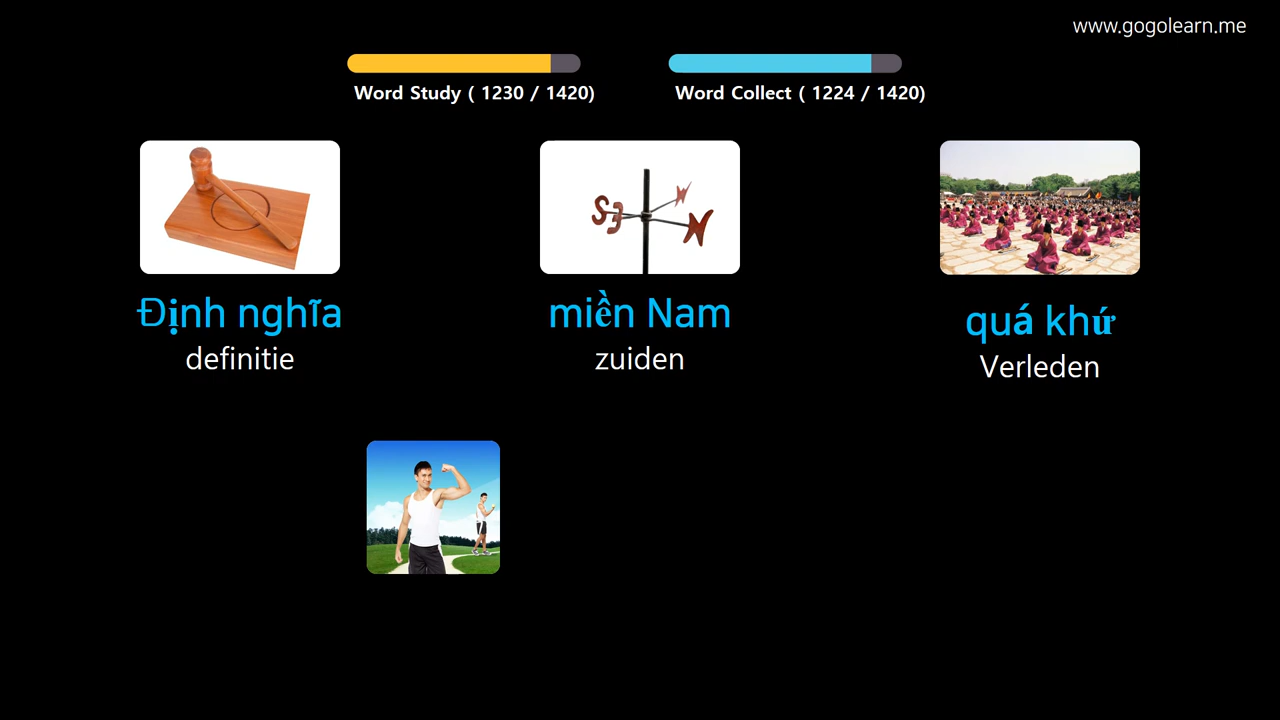 www.gogolearn.me
Word Study ( 1230 / 1420)
Word Collect ( 1224 / 1420)
Định nghĩa
definitie
miền Nam
zuiden
quá khứ
Verleden